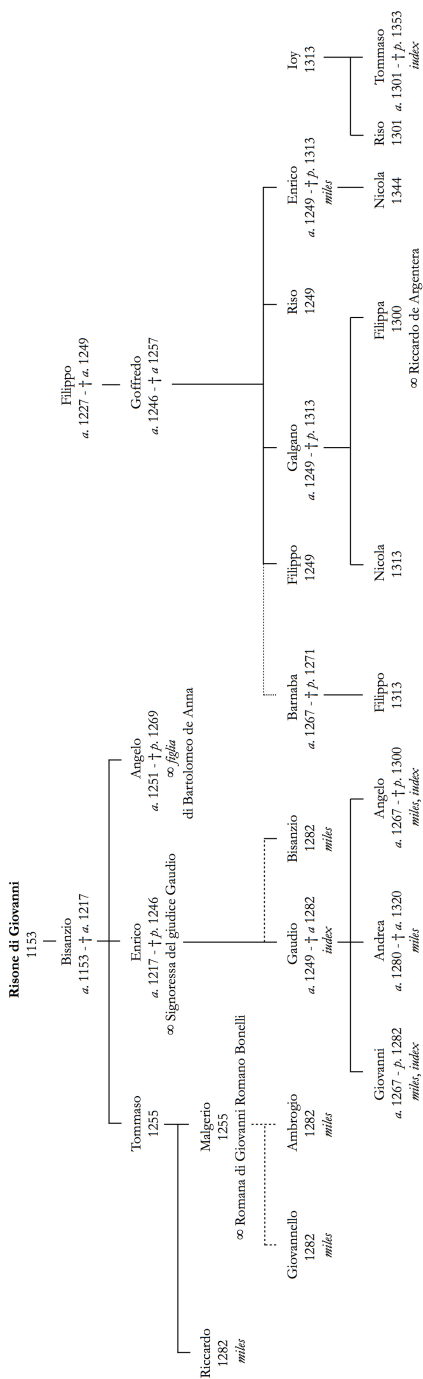 Risone di Giovanni
1153
Bisanzio
a. 1153 - † a. 1217
Filippo
a. 1227 - † a. 1249
Tommaso
1255
Enrico
a. 1217 - † p. 1246
∞ Signoressa del giudice Gaudio
Angelo
a. 1251 - † p. 1269
∞ figlia
di Bartolomeo de Anna
Goffredo
a. 1246 - † a 1257
Riccardo
1282
miles
Malgerio
1255
∞ Romana di Giovanni Romano Bonelli
Giovannello
1282
miles
Ambrogio
1282
miles
Gaudio
a. 1249 - † a 1282
iudex
Bisanzio
1282
miles
Barnaba
a. 1267 - † p. 1271
Filippo
1249
Galgano
a. 1249 - † p. 1313
Riso
1249
Enrico
a. 1249 - † p. 1313
miles
Ioy
1313
Giovanni
a. 1267 - p. 1282
miles, iudex
Andrea
a. 1280 - † a. 1320
miles
Angelo
a. 1267 - † p. 1300
miles, iudex
Filippo
1313
Nicola
1313
Filippa
1300
∞ Riccardo de Argentera
Nicola
1344
Riso
1301
Tommaso
a. 1301 - † p. 1353
iudex